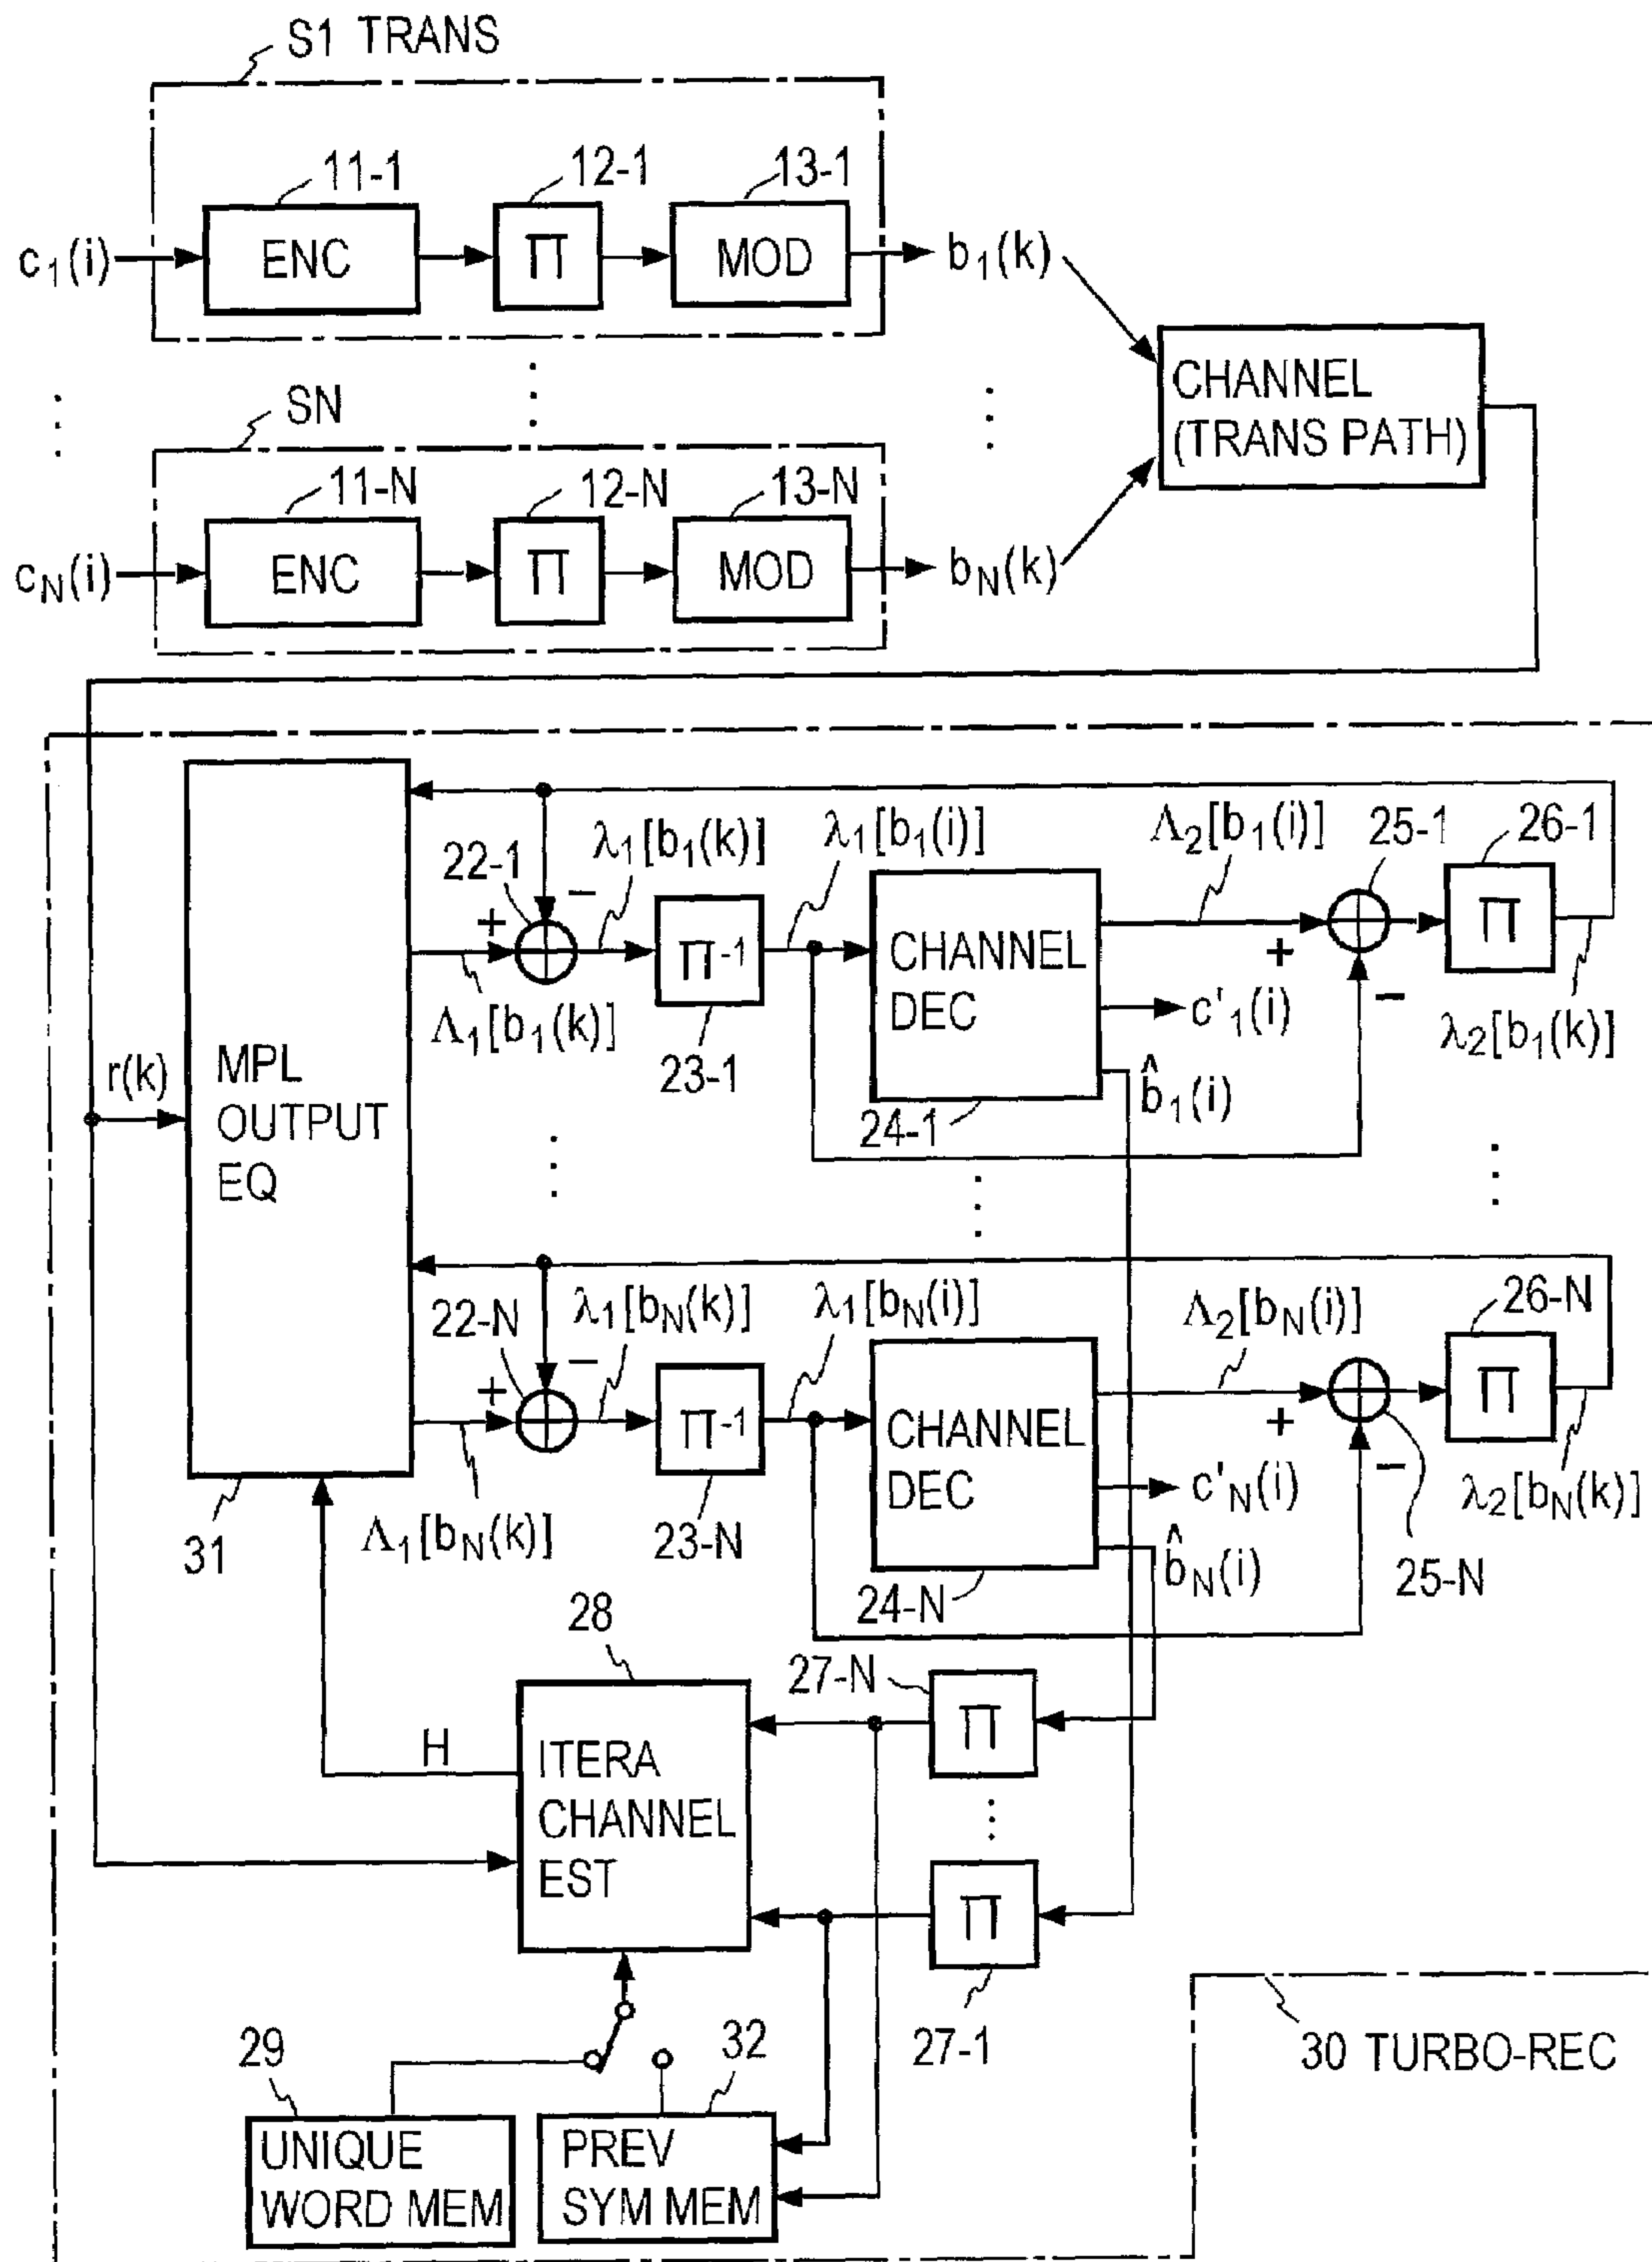 S1 TRANS
11-1
12-1
13-1
c1(i)
ENC
Π
MOD
b1(k)
CHANNEL
(TRANS PATH)
SN
11-N
12-N
13-N
cN(i)
ENC
Π
MOD
bN(k)
22-1
λ1[b1(k)]
λ1[b1(i)]
Λ2[b1(i)]
25-1
26-1
−
+
Π-1
CHANNEL
DEC
+
Π
−
Λ1[b1(k)]
c'1(i)
λ2[b1(k)]
r(k)
MPL
OUTPUT
EQ
23-1
24-1
b̂1(i)
22-N
λ1[bN(k)]
λ1[bN(i)]
Λ2[bN(i)]
26-N
−
+
Π-1
CHANNEL
DEC
+
Π
−
31
Λ1[bN(k)]
23-N
c'N(i)
λ2[bN(k)]
24-N
b̂N(i)
25-N
28
27-N
Π
H
ITERA
CHANNEL
EST
Π
27-1
29
32
30 TURBO-REC
UNIQUE
WORD MEM
PREV
SYM MEM